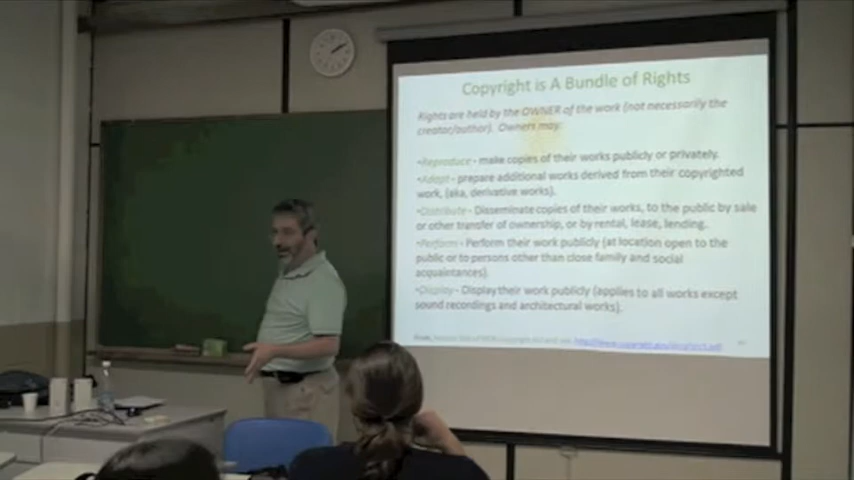 Copyright is A Bundle of Rights
Rights are held by the OWNER of the work (not necessarily the
creator/author). Owners may:
•Reproduce - make copies of their works publicly or privately.
•Adapt - prepare additional works derived from their copyrighted
work, (aka, derivative works).
•Distribute - Disseminate copies of their works, to the public by sale
or other transfer of ownership, or by rental, lease, lending.
•Perform - Perform their work publicly (at location open to the
public or to persons other than close family and social
acquaintances).
•Display - Display their work publicly (applies to all works except
sound recordings and architectural works).